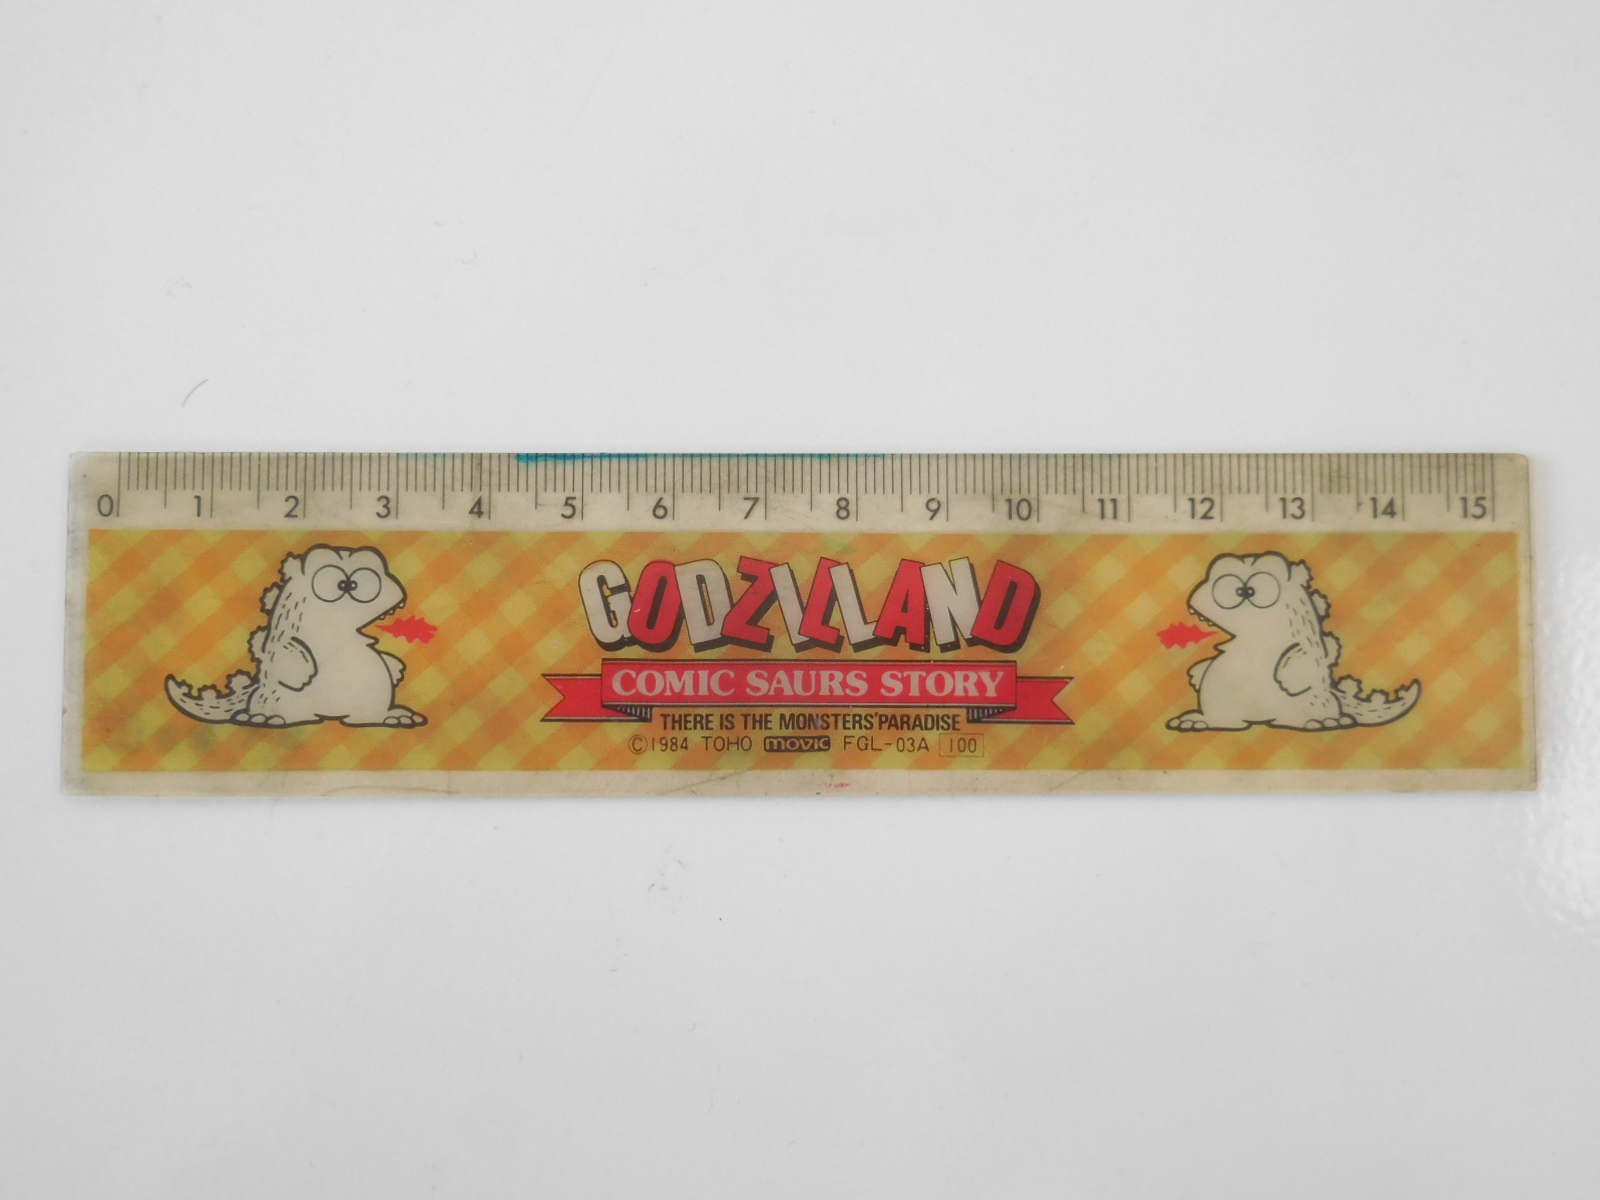 0 1 2 3 4 5 6 7 8 9 10 11 12 13 14 15
GODZILLAND
COMIC SAURS STORY
THERE IS THE MONSTERS'PARADISE
©1984 TOHO movic FGL-03A 100